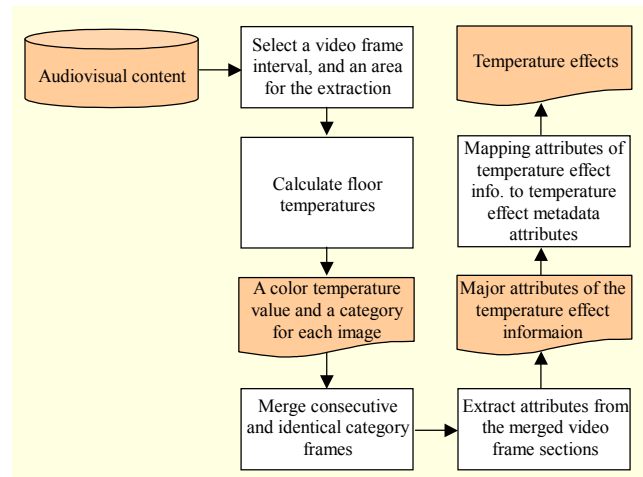 Audiovisual content
Select a video frame
interval, and an area
for the extraction
Calculate floor
temperatures
A color temperature
value and a category
for each image
Merge consecutive
and identical category
frames
Extract attributes from
the merged video
frame sections
Major attributes of the
temperature effect
informaion
Mapping attributes of
temperature effect
info. to temperature
effect metadata
attributes
Temperature effects